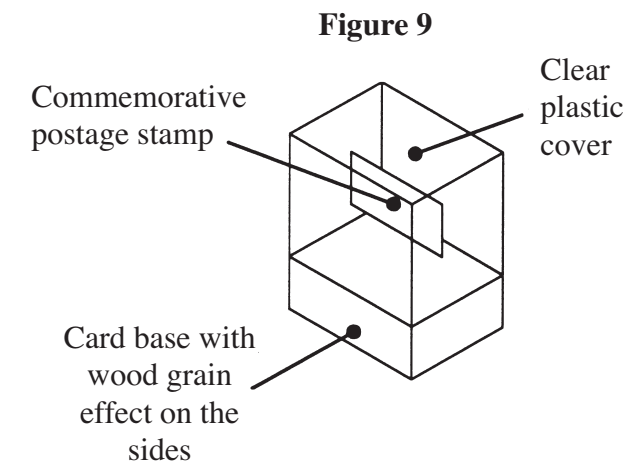 Figure 9
Commemorative
postage stamp
Clear
plastic
cover
Card base with
wood grain
effect on the
sides